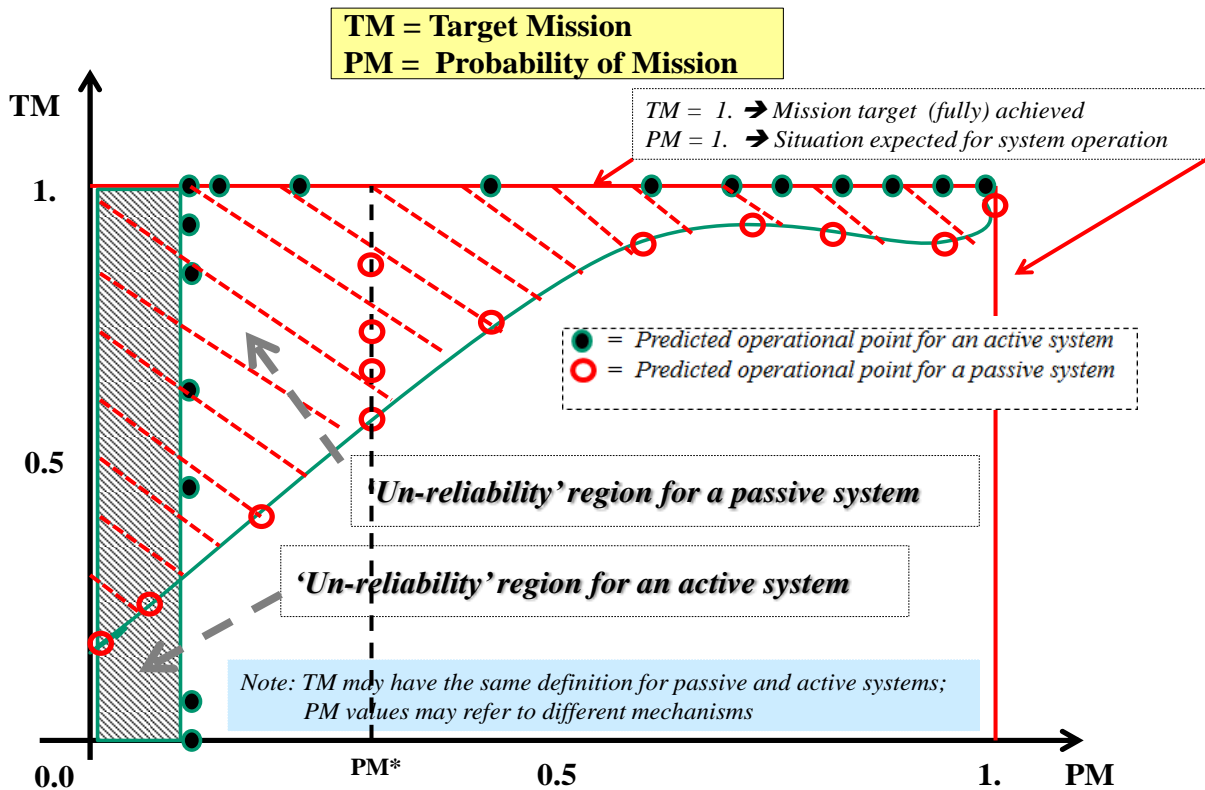 TM = Target Mission
PM =  Probability of Mission
TM
TM = 1. ➔ Mission target (fully) achieved
PM = 1. ➔ Situation expected for system operation
1.
= Predicted operational point for an active system
= Predicted operational point for a passive system
0.5
'Un-reliability' region for a passive system
'Un-reliability' region for an active system
Note: TM may have the same definition for passive and active systems;
PM values may refer to different mechanisms
0.0
PM*
0.5
1.
PM